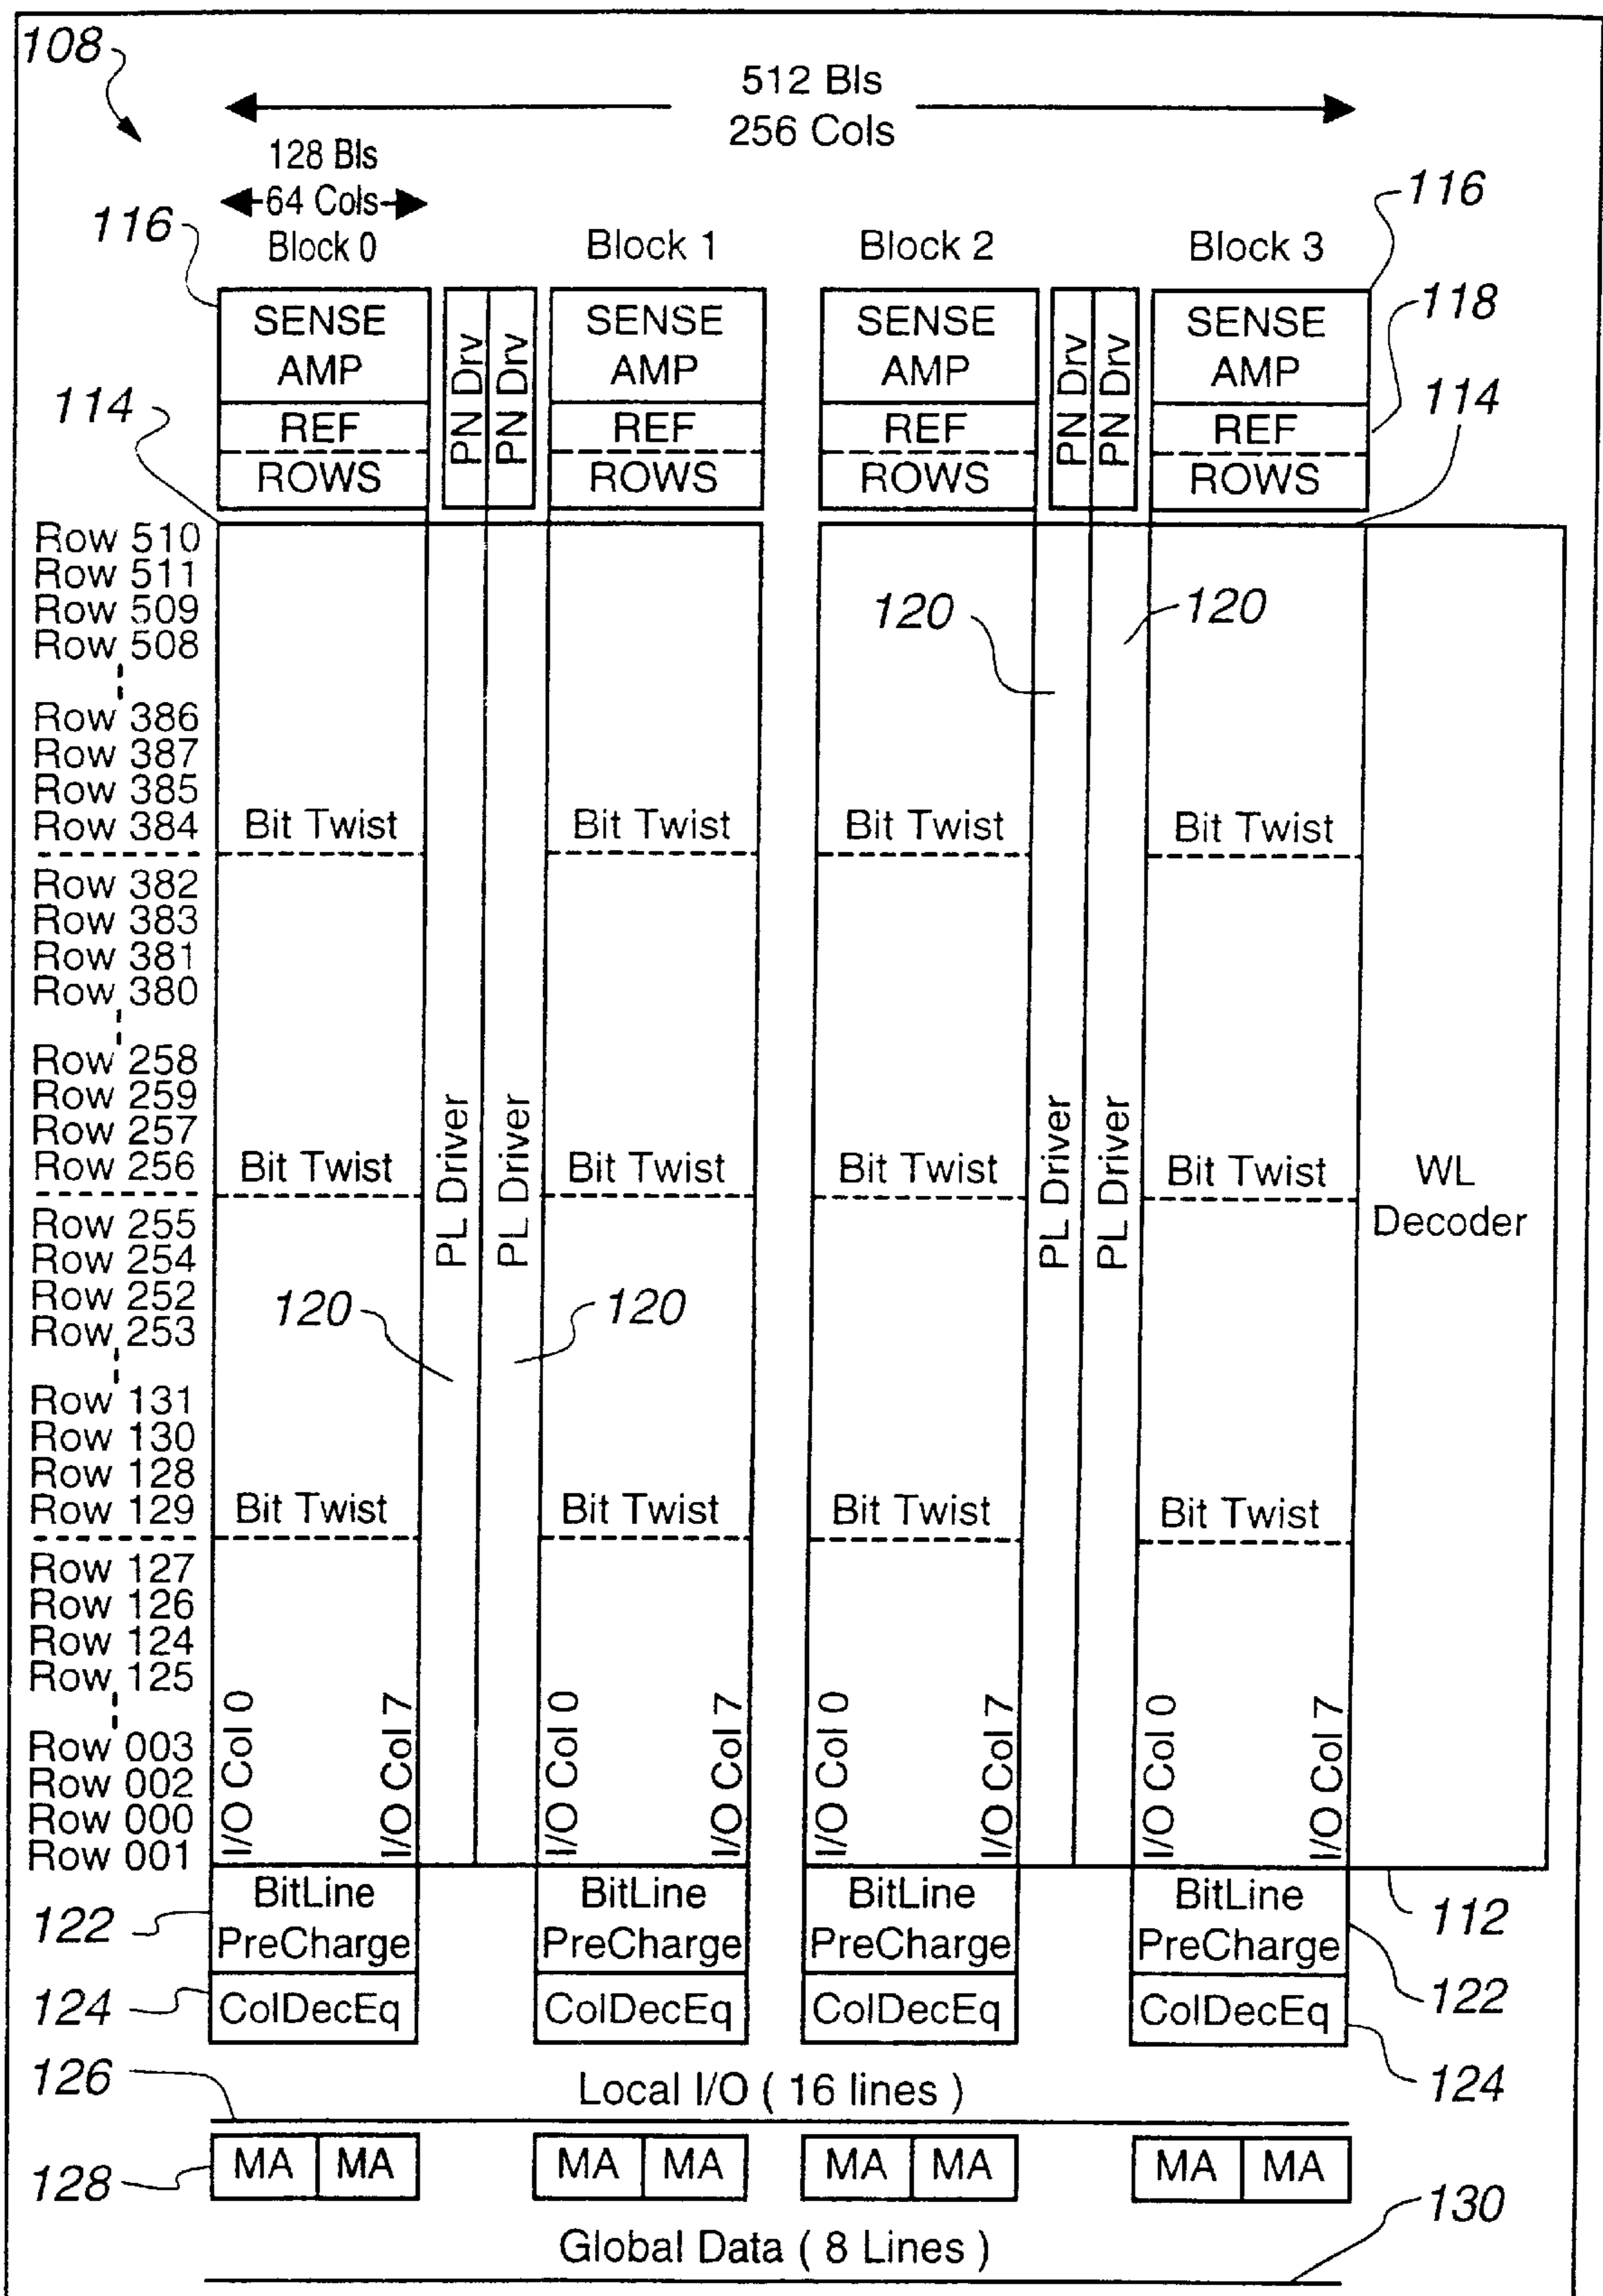 108
512 Bls
256 Cols
128 Bls
64 Cols
116
116
Block 0 Block 1 Block 2 Block 3
SENSE AMP PN Drv PN Drv SENSE AMP SENSE AMP PN Drv PN Drv SENSE AMP
118
REF REF REF REF
114
114
ROWS ROWS ROWS ROWS
Row 510
Row 511
Row 509
120
120
Row 508
Row 386
Row 387
Row 385
Row 384 Bit Twist Bit Twist Bit Twist Bit Twist
Row 382
Row 383
Row 381
Row 380
Row 258
Row 259
Row 257
PL Driver PL Driver PL Driver PL Driver
Row 256 Bit Twist Bit Twist Bit Twist Bit Twist
WL
Decoder
Row 255
Row 254
Row 252
120
120
Row 253
Row 131
Row 130
Row 128
Row 129 Bit Twist Bit Twist Bit Twist Bit Twist
Row 127
Row 126
Row 124
Row 125
Row 003
Row 002
I/O Col 0 I/O Col 7 I/O Col 0 I/O Col 7 I/O Col 0 I/O Col 7 I/O Col 0 I/O Col 7
Row 000
Row 001
BitLine BitLine BitLine BitLine
122
112
PreCharge PreCharge PreCharge PreCharge
122
124
ColDecEq ColDecEq ColDecEq ColDecEq
124
126
Local I/O ( 16 lines )
128
MA MA MA MA MA MA MA MA
130
Global Data ( 8 Lines )